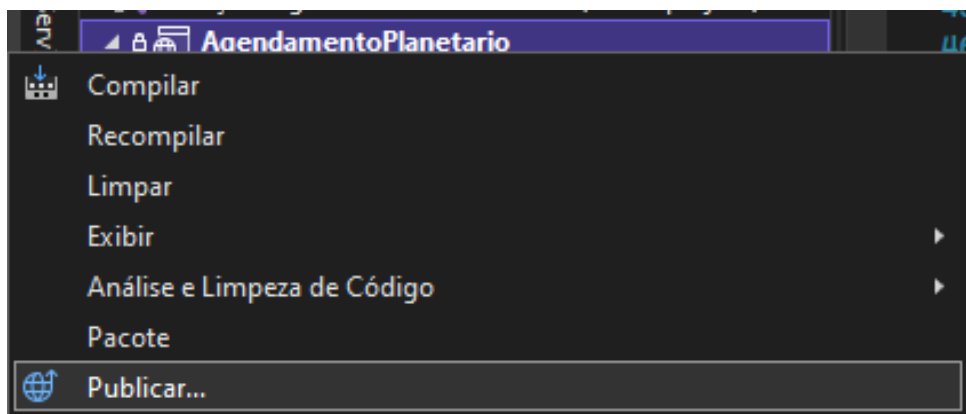 AgendamentoPlanetario
Compilar
Recompilar
Limpar
Exibir
Análise e Limpeza de Código
Pacote
Publicar...